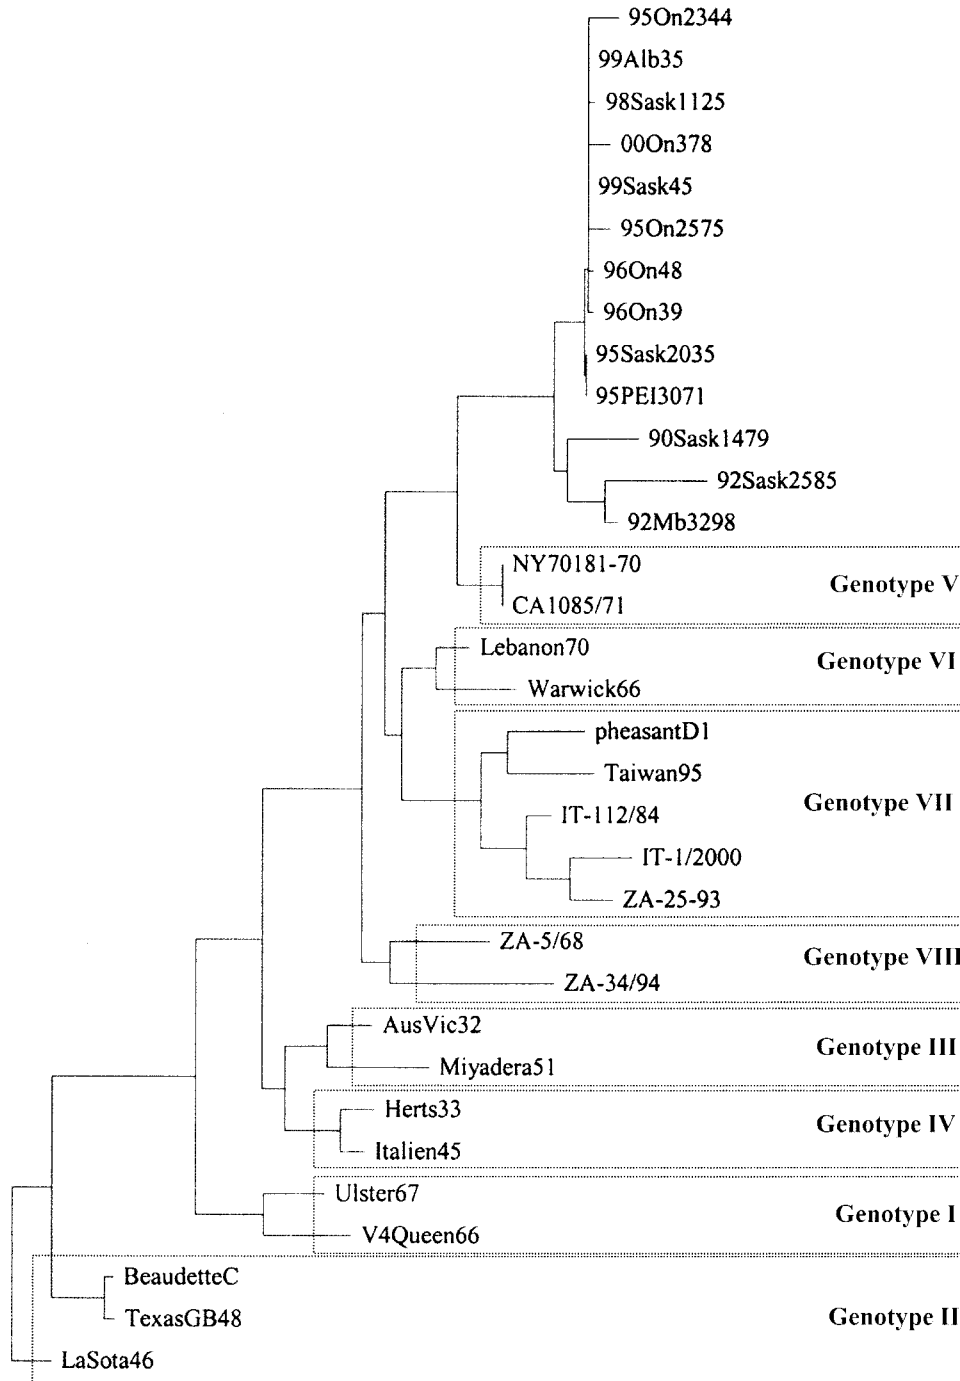 95On2344
99Alb35
98Sask1125
00On378
99Sask45
95On2575
96On48
96On39
95Sask2035
95PEI3071
90Sask1479
92Sask2585
92Mb3298
NY70181-70
Genotype V
CA1085/71
Lebanon70
Genotype VI
Warwick66
pheasantD1
Taiwan95
Genotype VII
IT-112/84
IT-1/2000
ZA-25-93
ZA-5/68
Genotype VIII
ZA-34/94
AusVic32
Genotype III
Miyadera51
Herts33
Genotype IV
Italien45
Ulster67
Genotype I
V4Queen66
BeaudetteC
TexasGB48
Genotype II
LaSota46